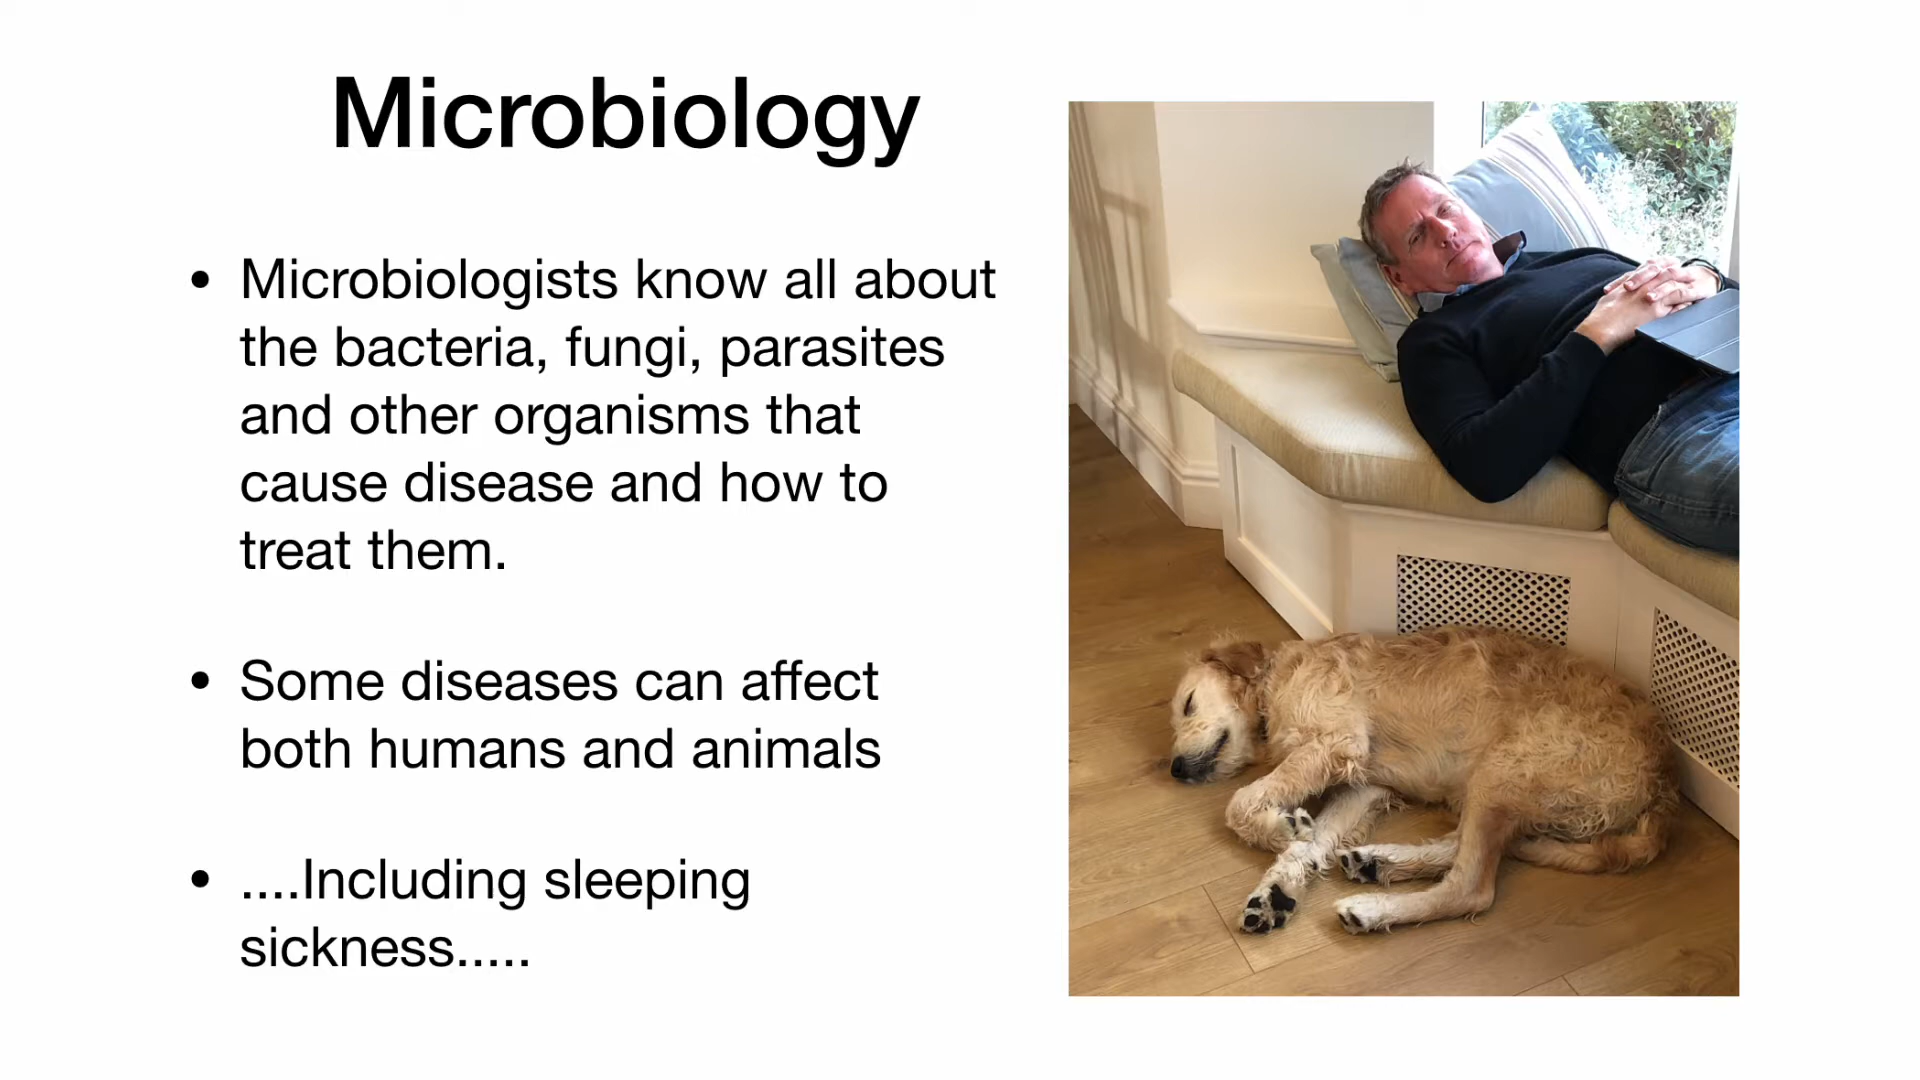 Microbiology
• Microbiologists know all about
the bacteria, fungi, parasites
and other organisms that
cause disease and how to
treat them.
• Some diseases can affect
both humans and animals
• ....Including sleeping
sickness.....